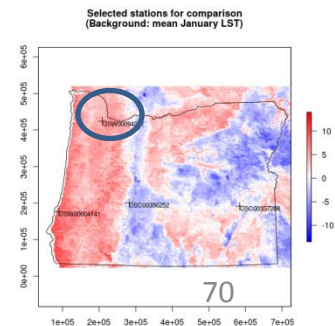 Selected stations for comparison
(Background: mean January LST)
6e+05
5e+05
4e+05
3e+05
2e+05
1e+05
0e+00
10
5
0
-5
-10
USW00004141
USC00356252
70
1e+05 2e+05 3e+05 4e+05 5e+05 6e+05 7e+05